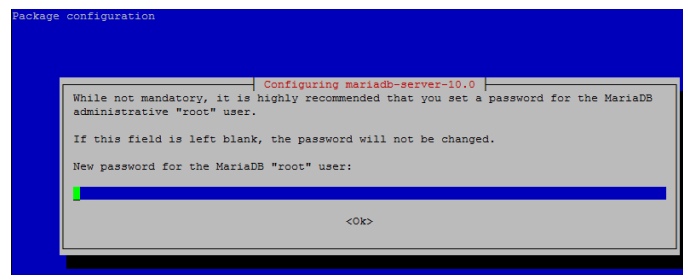 Package configuration
Configuring mariadb-server-10.0
While not mandatory, it is highly recommended that you set a password for the MariaDB
administrative "root" user.
If this field is left blank, the password will not be changed.
New password for the MariaDB "root" user:
<Ok>